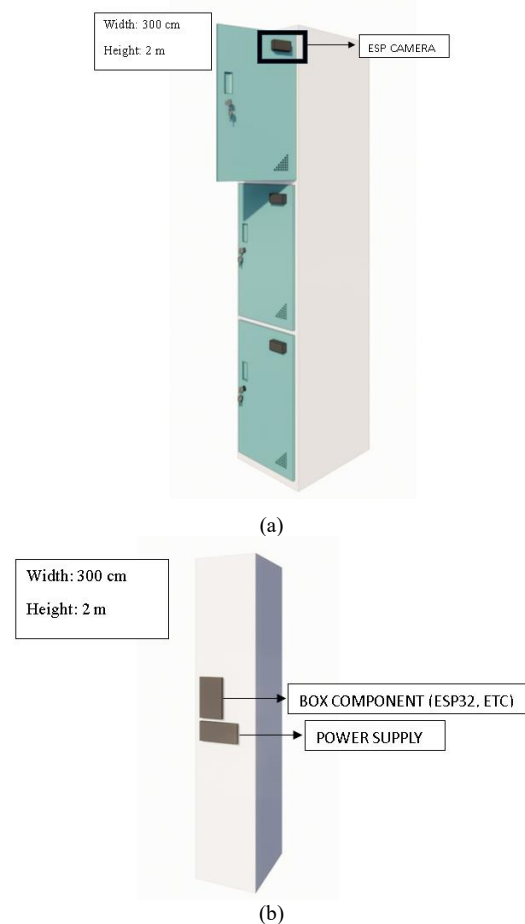 Width: 300 cm
Height: 2 m
ESP CAMERA
(a)
Width: 300 cm
Height: 2 m
BOX COMPONENT (ESP32, ETC)
POWER SUPPLY
(b)